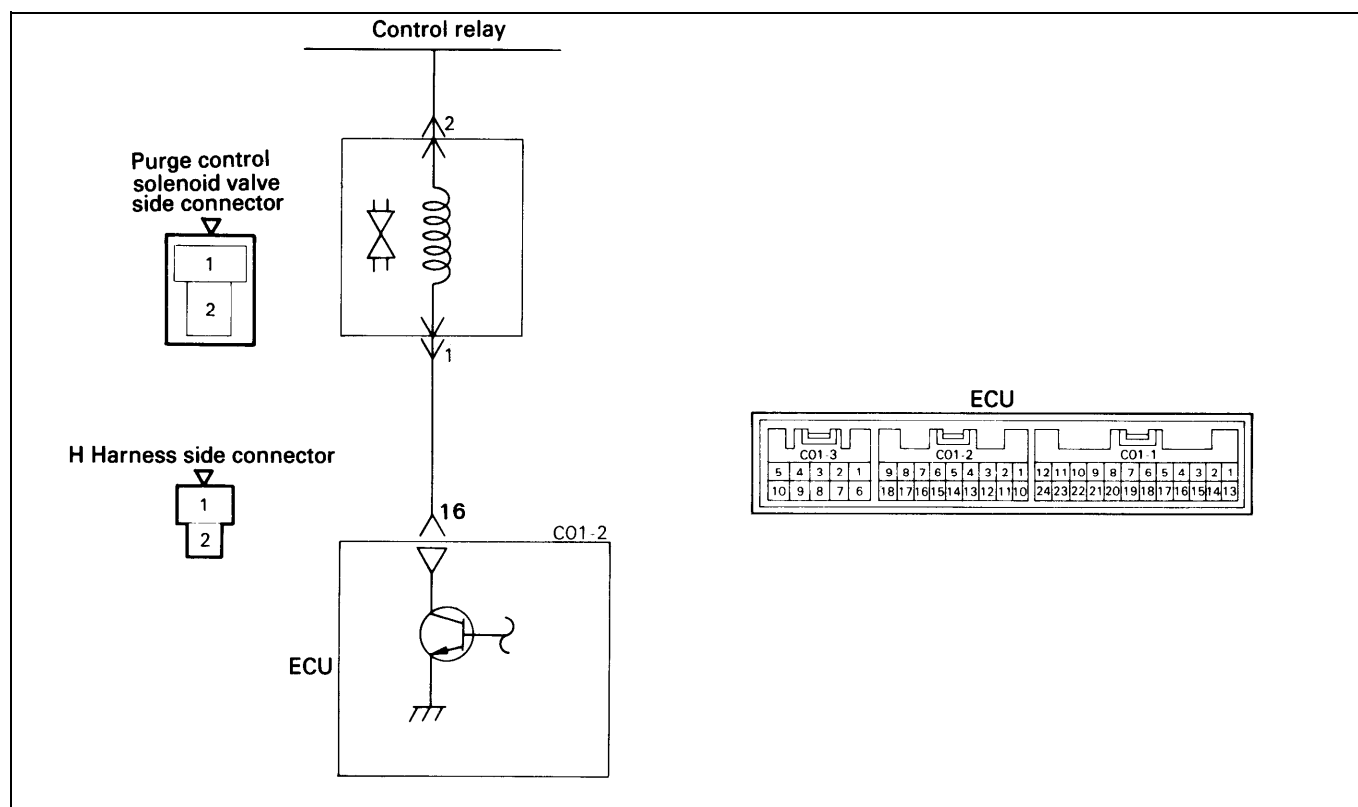 Control relay
2
Purge control
solenoid valve
side connector
1
2
1
H Harness side connector
1
2
16
CO1-2
ECU
ECU
CO1-3 CO1-2 CO1-1
5 4 3 2 1 9 8 7 6 5 4 3 2 1 12 11 10 9 8 7 6 5 4 3 2 1
10 9 8 7 6 18 17 16 15 14 13 12 11 10 24 23 22 21 20 19 18 17 16 15 14 13